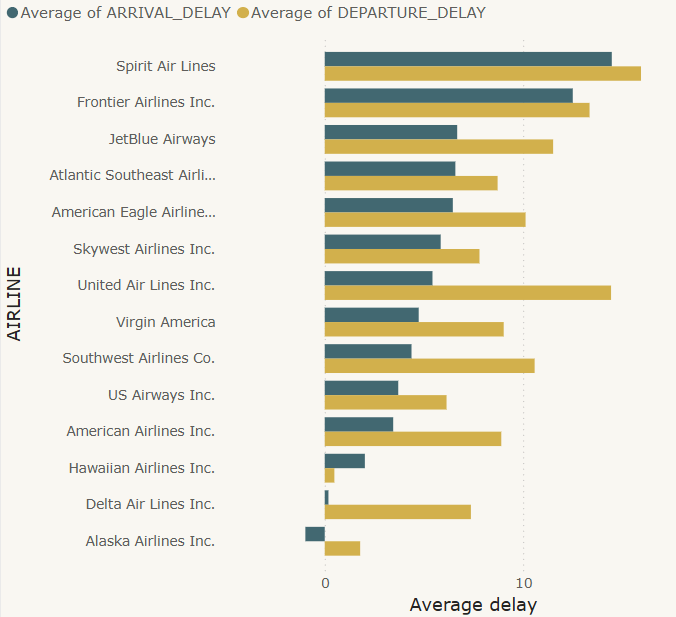 Average of ARRIVAL_DELAY Average of DEPARTURE_DELAY
Spirit Air Lines
Frontier Airlines Inc.
JetBlue Airways
Atlantic Southeast Airli...
American Eagle Airline...
Skywest Airlines Inc.
United Air Lines Inc.
Virgin America
Southwest Airlines Co.
US Airways Inc.
American Airlines Inc.
Hawaiian Airlines Inc.
Delta Air Lines Inc.
Alaska Airlines Inc.
AIRLINE
0 10
Average delay